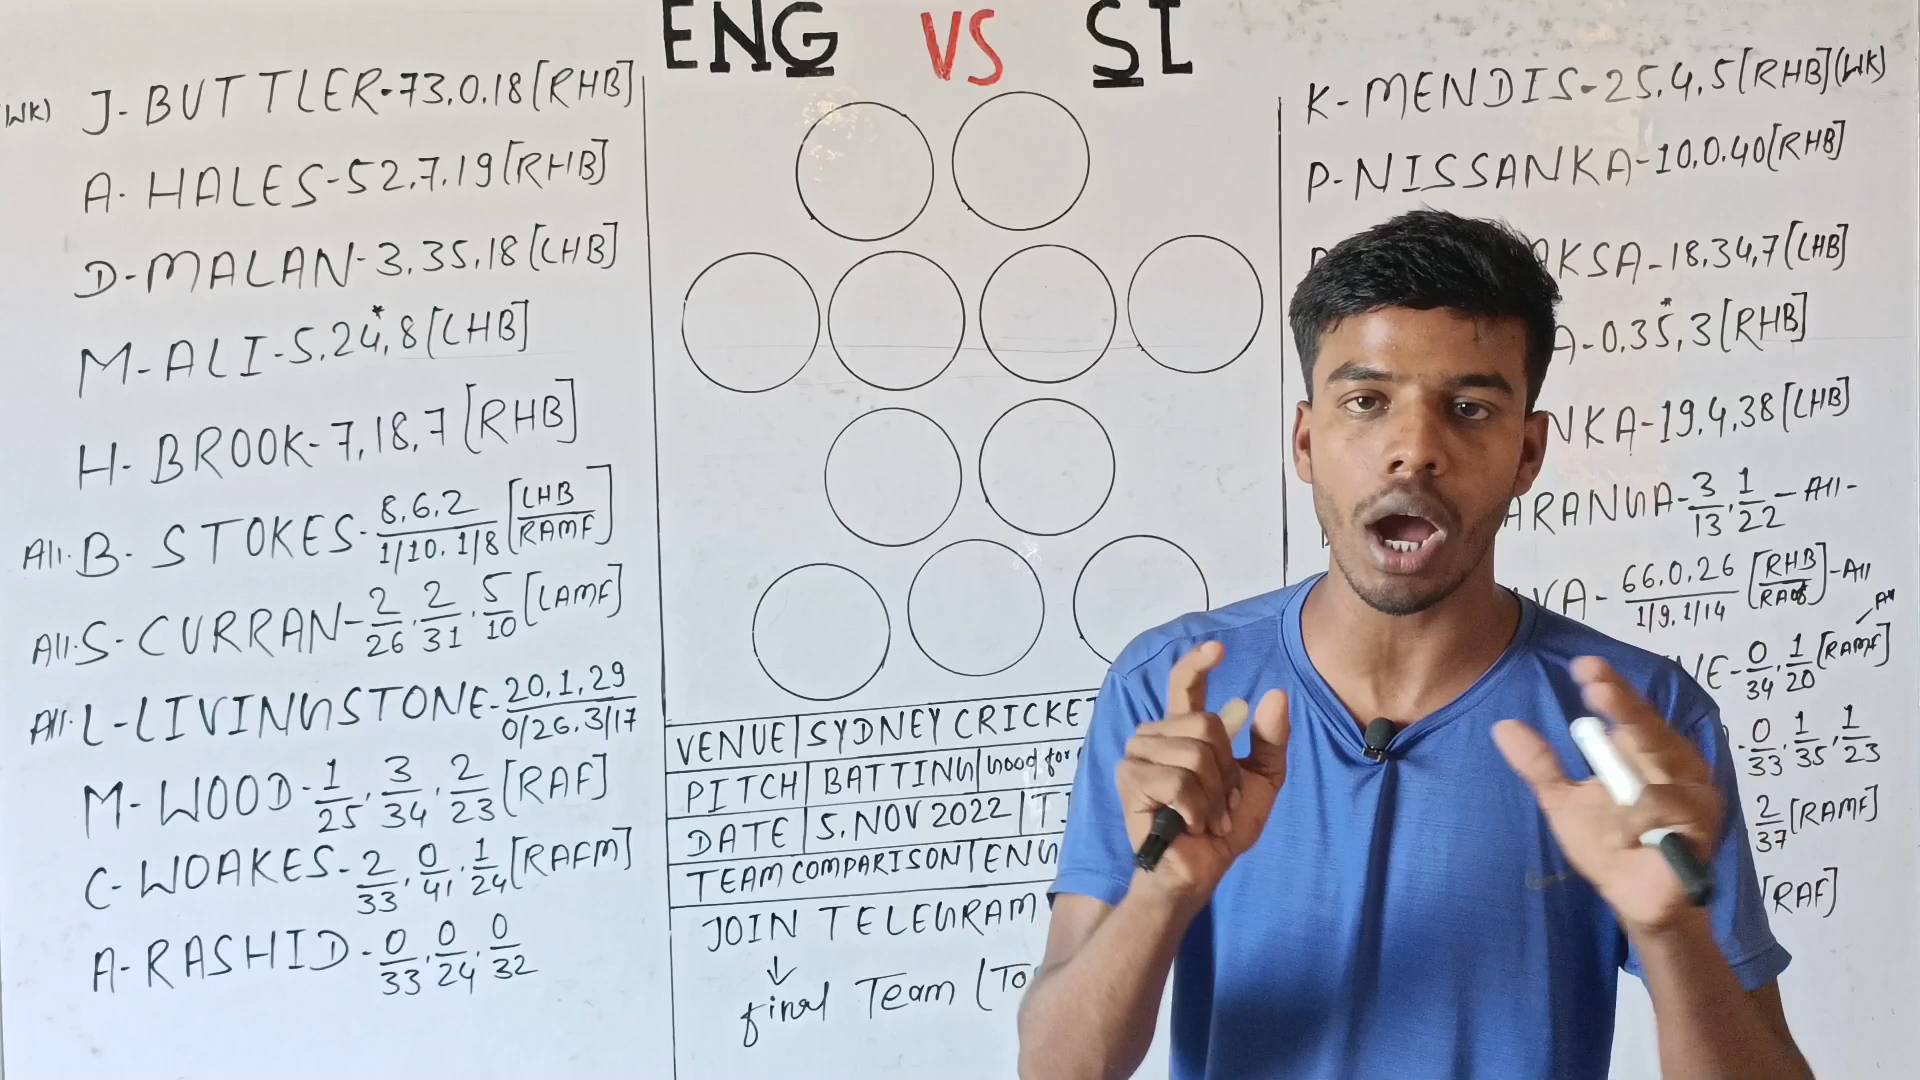 ENG VS SL
(WK) J-BUTTLER-73,0,18[RHB]
A-HALES-52,7,19[RHB]
D-MALAN-3,35,18[LHB]
M-ALI-5,24*,8[LHB]
H-BROOK-7,18,7[RHB]
All.B-STOKES-8,6,2/1/10,1/8[LHB/RAMF]
All.S-CURRAN-2/26,2/31,5/10[LAMF]
All.L-LIVINGSTONE-20,1,29/0/26,3/17
M-WOOD-1/25,3/34,2/23[RAF]
C-WOAKES-2/33,0/41,1/24[RAFM]
A-RASHID-0/33,0/24,0/32
VENUE|SYDNEY CRICKET
PITCH|BATTING|Good for
DATE|5,NOV 2022|TI
TEAM COMPARISON|ENG
JOIN TELEGRAM
↓
final Team (To
K-MENDIS-25,4,5[RHB](WK)
P-NISSANKA-10,0,40[RHB]
AKSA-18,34,7[LHB]
A-0,35*,3[RHB]
NKA-19,4,38[LHB]
ARANGA-3/13,1/22-All-
VA-66,0,26/1/9,1/14[RHB/RAOB]-All
NE-0/34,1/20[RAMF]
-0/33,1/35,1/23
2/37[RAMF]
[RAF]